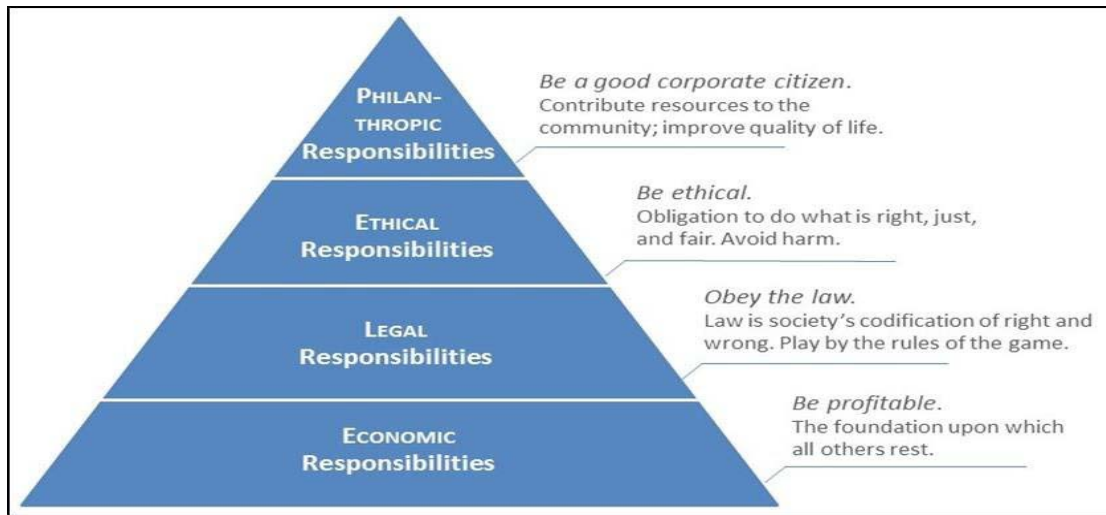 PHILAN-
THROPIC
Responsibilities
Be a good corporate citizen.
Contribute resources to the
community; improve quality of life.
ETHICAL
Responsibilities
Be ethical.
Obligation to do what is right, just,
and fair. Avoid harm.
LEGAL
Responsibilities
Obey the law.
Law is society’s codification of right and
wrong. Play by the rules of the game.
ECONOMIC
Responsibilities
Be profitable.
The foundation upon which
all others rest.